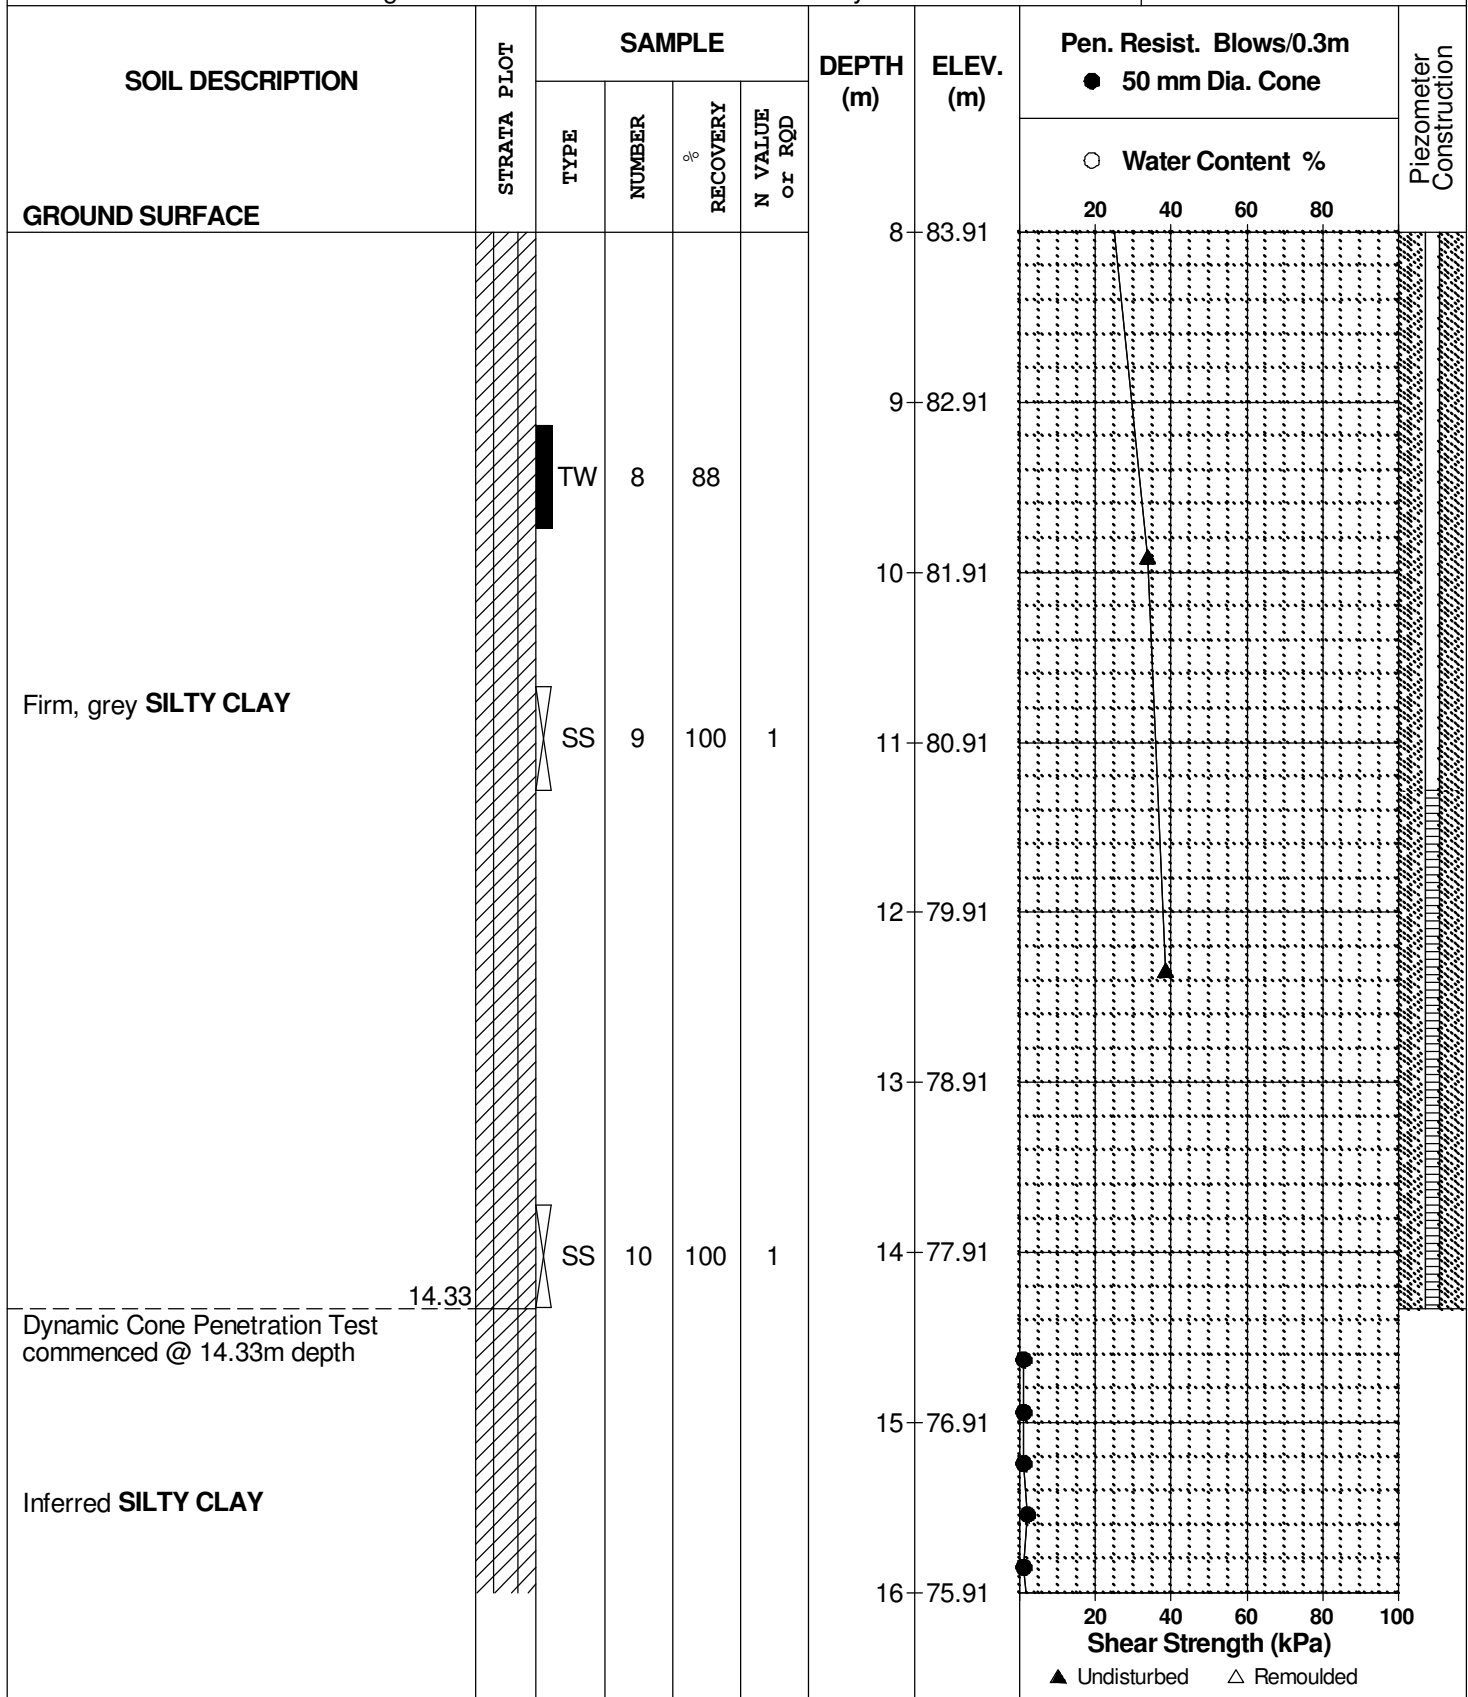 SOIL DESCRIPTION
GROUND SURFACE
STRATA PLOT
SAMPLE
TYPE
NUMBER
%
RECOVERY
N VALUE
or RQD
DEPTH
(m)
ELEV.
(m)
Pen. Resist. Blows/0.3m
● 50 mm Dia. Cone
○ Water Content %
20 40 60 80
Piezometer
Construction
8 83.91
9 82.91
TW 8 88
10 81.91
Firm, grey SILTY CLAY
SS 9 100 1
11 80.91
12 79.91
13 78.91
SS 10 100 1
14 77.91
14.33
Dynamic Cone Penetration Test
commenced @ 14.33m depth
15 76.91
Inferred SILTY CLAY
16 75.91
20 40 60 80 100
Shear Strength (kPa)
▲ Undisturbed △ Remoulded